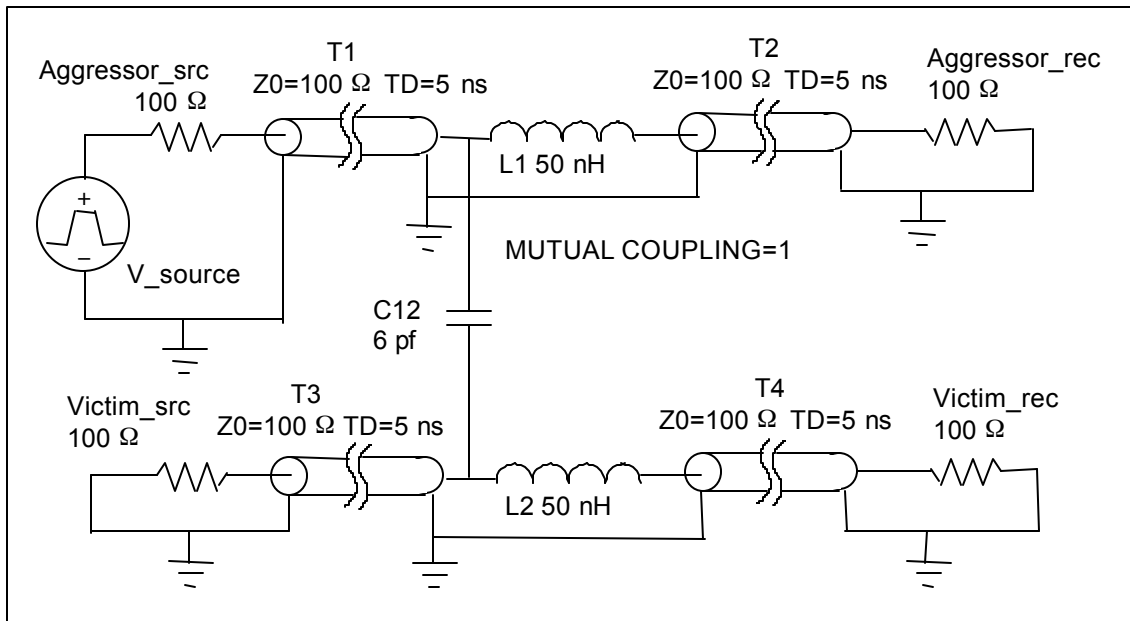 T1
Z0=100 Ω TD=5 ns
T2
Z0=100 Ω TD=5 ns
Aggressor_src
100 Ω
Aggressor_rec
100 Ω
L1 50 nH
+
–
V_source
MUTUAL COUPLING=1
C12
6 pf
T3
Z0=100 Ω TD=5 ns
T4
Z0=100 Ω TD=5 ns
Victim_src
100 Ω
Victim_rec
100 Ω
L2 50 nH